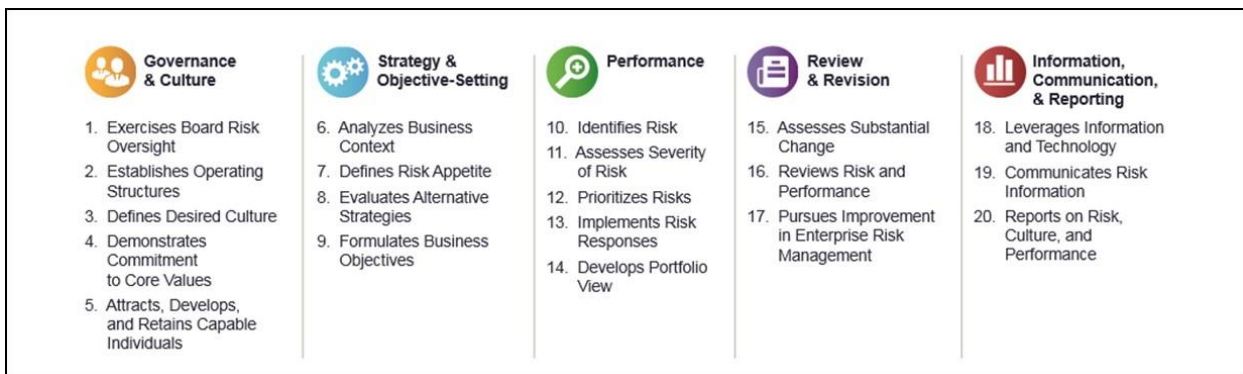 Governance
& Culture
1. Exercises Board Risk
Oversight
2. Establishes Operating
Structures
3. Defines Desired Culture
4. Demonstrates
Commitment
to Core Values
5. Attracts, Develops,
and Retains Capable
Individuals
Strategy &
Objective-Setting
6. Analyzes Business
Context
7. Defines Risk Appetite
8. Evaluates Alternative
Strategies
9. Formulates Business
Objectives
Performance
10. Identifies Risk
11. Assesses Severity
of Risk
12. Prioritizes Risks
13. Implements Risk
Responses
14. Develops Portfolio
View
Review
& Revision
15. Assesses Substantial
Change
16. Reviews Risk and
Performance
17. Pursues Improvement
in Enterprise Risk
Management
Information,
Communication,
& Reporting
18. Leverages Information
and Technology
19. Communicates Risk
Information
20. Reports on Risk,
Culture, and
Performance